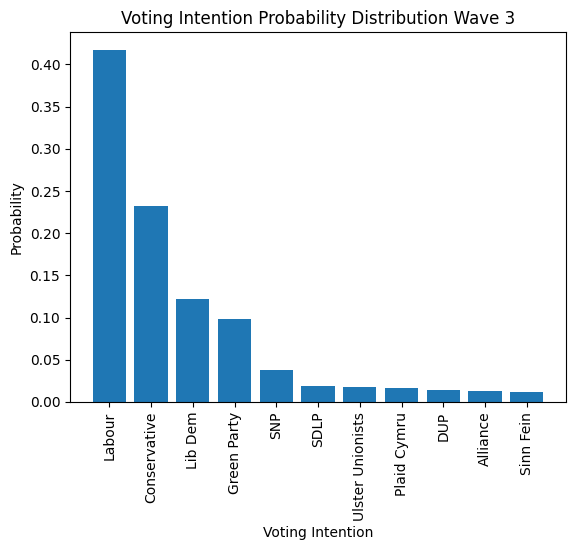 Voting Intention Probability Distribution Wave 3
0.40
0.35
0.30
0.25
0.20
0.15
0.10
0.05
0.00
Probability
Labour
Conservative
Lib Dem
Green Party
SNP
SDLP
Ulster Unionists
Plaid Cymru
DUP
Alliance
Sinn Fein
Voting Intention